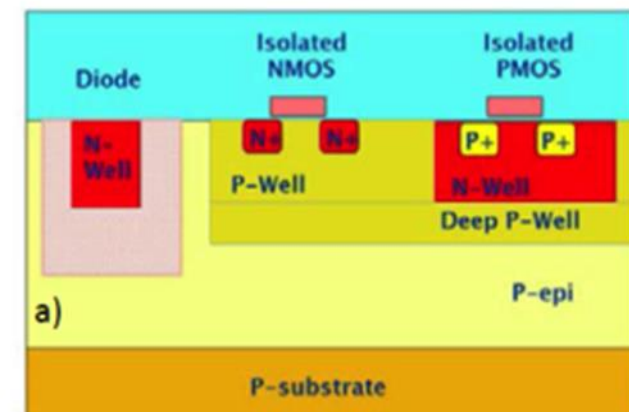 Isolated
NMOS
Isolated
PMOS
Diode
N-
Well
N+
N+
P+
P+
P-Well
N-Well
Deep P-Well
P-epi
a)
P-substrate